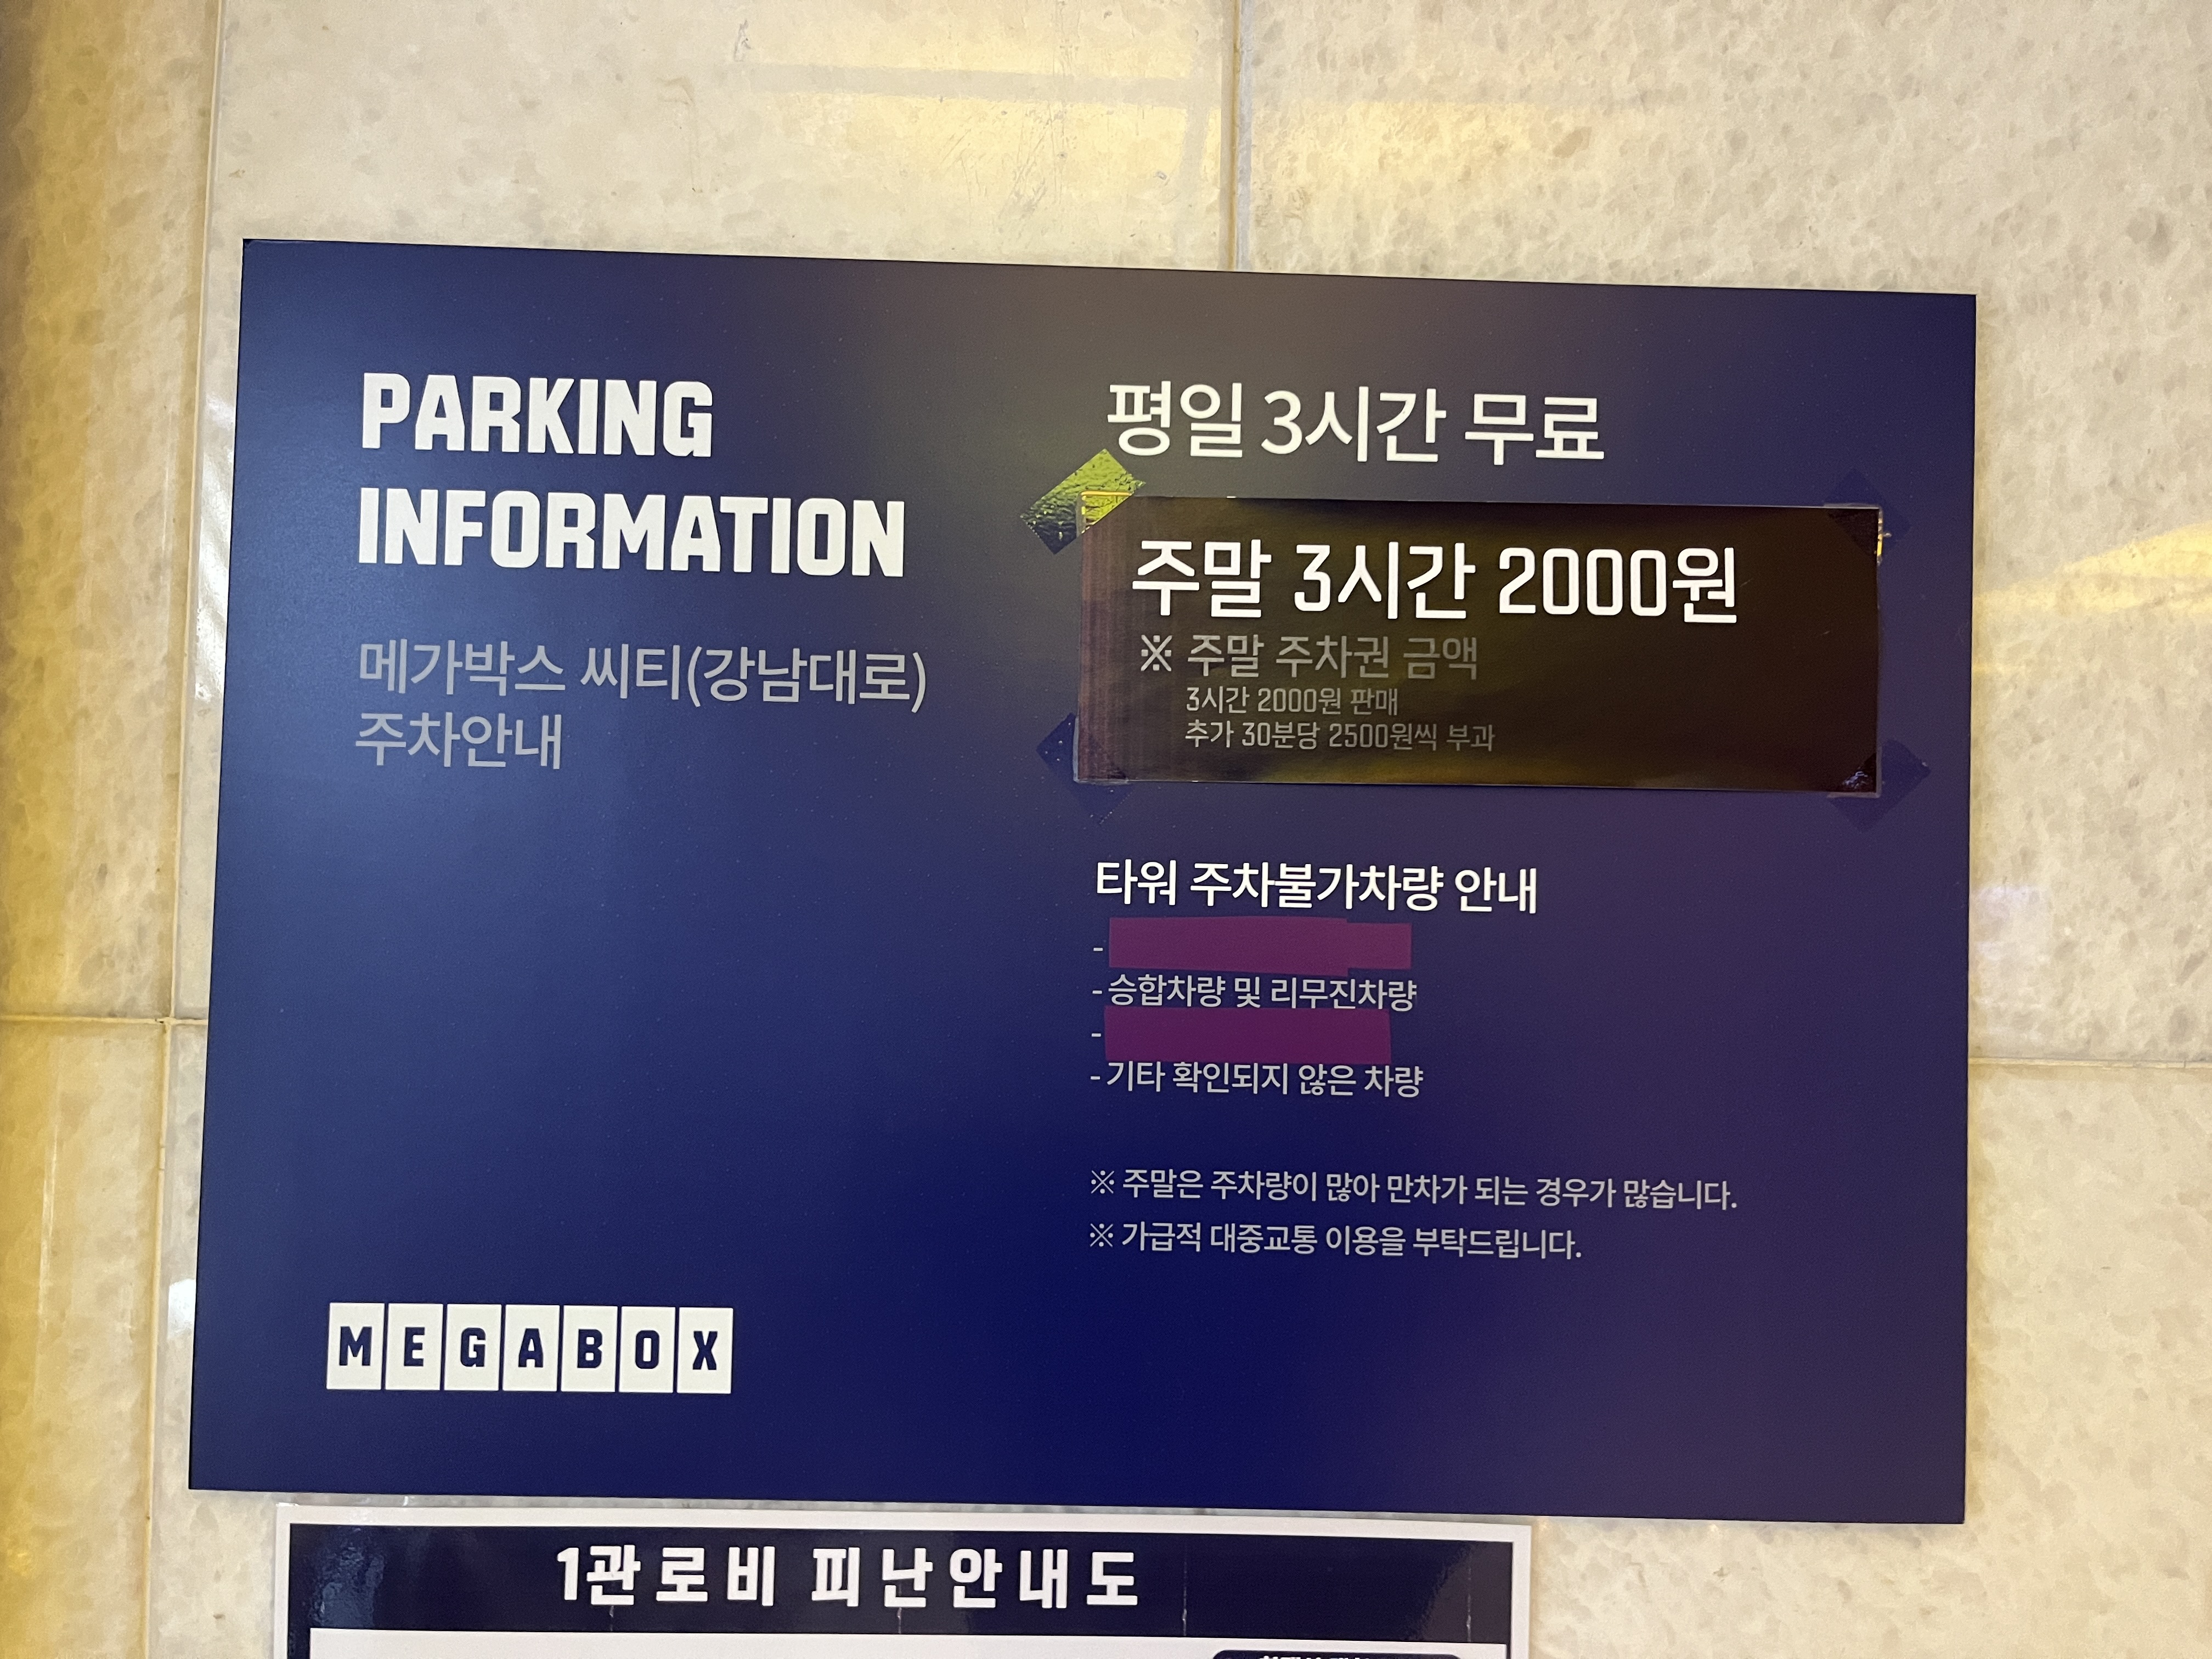 PARKING
INFORMATION
메가박스 씨티(강남대로)
주차안내
평일 3시간 무료
주말 3시간 2000원
※ 주말 주차권 금액
3시간 2000원 판매
추가 30분당 2500원씩 부과
타워 주차불가차량 안내
-
- 승합차량 및 리무진차량
-
- 기타 확인되지 않은 차량
※ 주말은 주차량이 많아 만차가 되는 경우가 많습니다.
※ 가급적 대중교통 이용을 부탁드립니다.
MEGABOX
1관로비 피난안내도